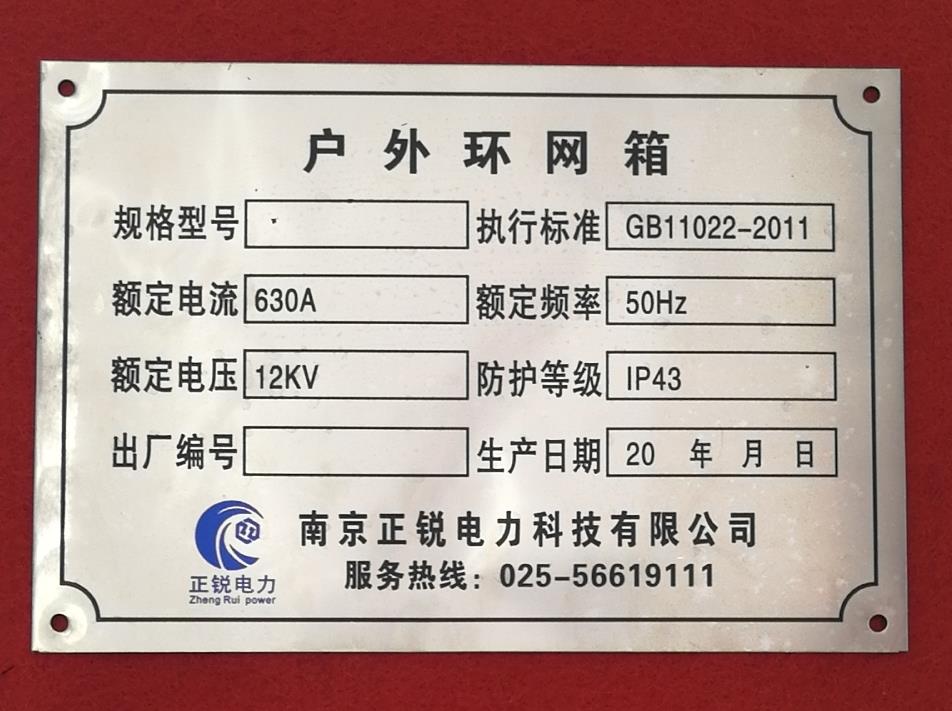 户外环网箱
规格型号 执行标准 GB11022-2011
额定电流 630A 额定频率 50Hz
额定电压 12KV 防护等级 IP43
出厂编号 生产日期 20 年 月 日
南京正锐电力科技有限公司
正锐电力 服务热线：025-56619111
Zheng Rui power